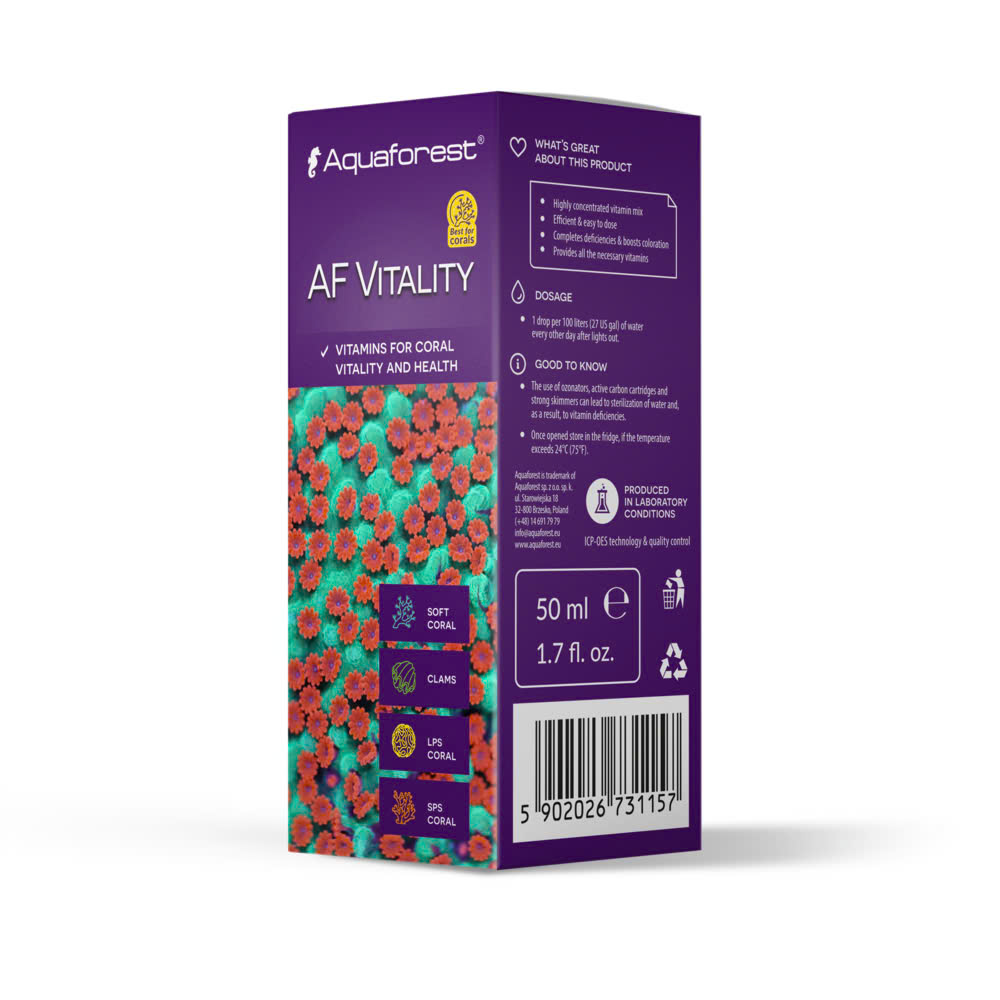 Aquaforest®
Best for
corals
AF VITALITY
✓ VITAMINS FOR CORAL
VITALITY AND HEALTH
SOFT
CORAL
CLAMS
LPS
CORAL
SPS
CORAL
WHAT'S GREAT
ABOUT THIS PRODUCT
• Highly concentrated vitamin mix
• Efficient & easy to dose
• Completes deficiencies & boosts coloration
• Provides all the necessary vitamins
DOSAGE
• 1 drop per 100 liters (27 US gal) of water
every other day after lights out.
GOOD TO KNOW
• The use of ozonators, active carbon cartridges and
strong skimmers can lead to sterilization of water and,
as a result, to vitamin deficiencies.
• Once opened store in the fridge, if the temperature
exceeds 24°C (75°F).
Aquaforest is trademark of
Aquaforest sp. z o.o. sp. k.
ul. Starowiejska 18
32-800 Brzesko, Poland
(+48) 14 691 79 79
info@aquaforest.eu
www.aquaforest.eu
PRODUCED
IN LABORATORY
CONDITIONS
ICP-OES technology & quality control
50 ml ℮
1.7 fl. oz.
5 902026 731157